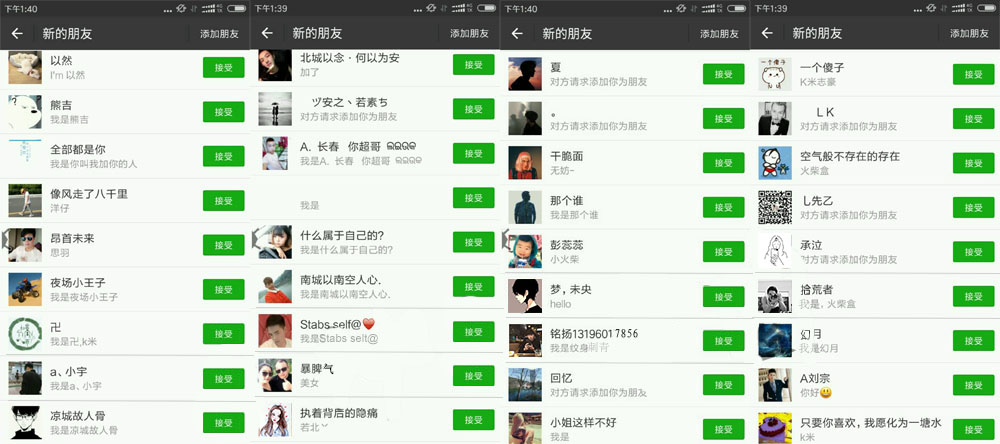 下午1:40
新的朋友
添加朋友
以然
I'm 以然
接受
熊吉
我是熊吉
接受
全部都是你
我是你叫我加你的人
接受
像风走了八千里
洋仔
接受
昂首未来
思羽
接受
夜场小王子
我是夜场小王子
接受
卍
我是卍,k米
接受
a、小宇
我是a、小宇
接受
凉城故人骨
我是凉城故人骨
接受
下午1:39
新的朋友
添加朋友
北城以念·何以为安
加了
接受
ヅ安之丶若素ち
对方请求添加你为朋友
接受
A. 长春 你超哥
我是A. 长春 你超哥
接受
我是
接受
什么属于自己的?
我是什么属于自己的?
接受
南城以南空人心.
我是南城以南空人心.
接受
Stabs self@❤️
我是Stabs self@
接受
暴脾气
美女
接受
执着背后的隐痛
若北
接受
下午1:40
新的朋友
添加朋友
夏
对方请求添加你为朋友
接受
。
对方请求添加你为朋友
接受
干脆面
无妨~
接受
那个谁
我是那个谁
接受
彭蕊蕊
小火柴
接受
梦，未央
hello
接受
铭扬13196017856
我是纹身刺青
接受
回忆
对方请求添加你为朋友
接受
小姐这样不好
我是
接受
下午1:39
新的朋友
添加朋友
一个傻子
一个傻子
K米志豪
接受
LK
对方请求添加你为朋友
接受
空气般不存在的存在
火柴盒
接受
乚先乙
对方请求添加你为朋友
接受
承泣
对方请求添加你为朋友
接受
拾荒者
我是，火柴盒
接受
幻月
我是幻月
接受
A刘宗
你好😃
接受
只要你喜欢，我愿化为一塘水
k米
接受